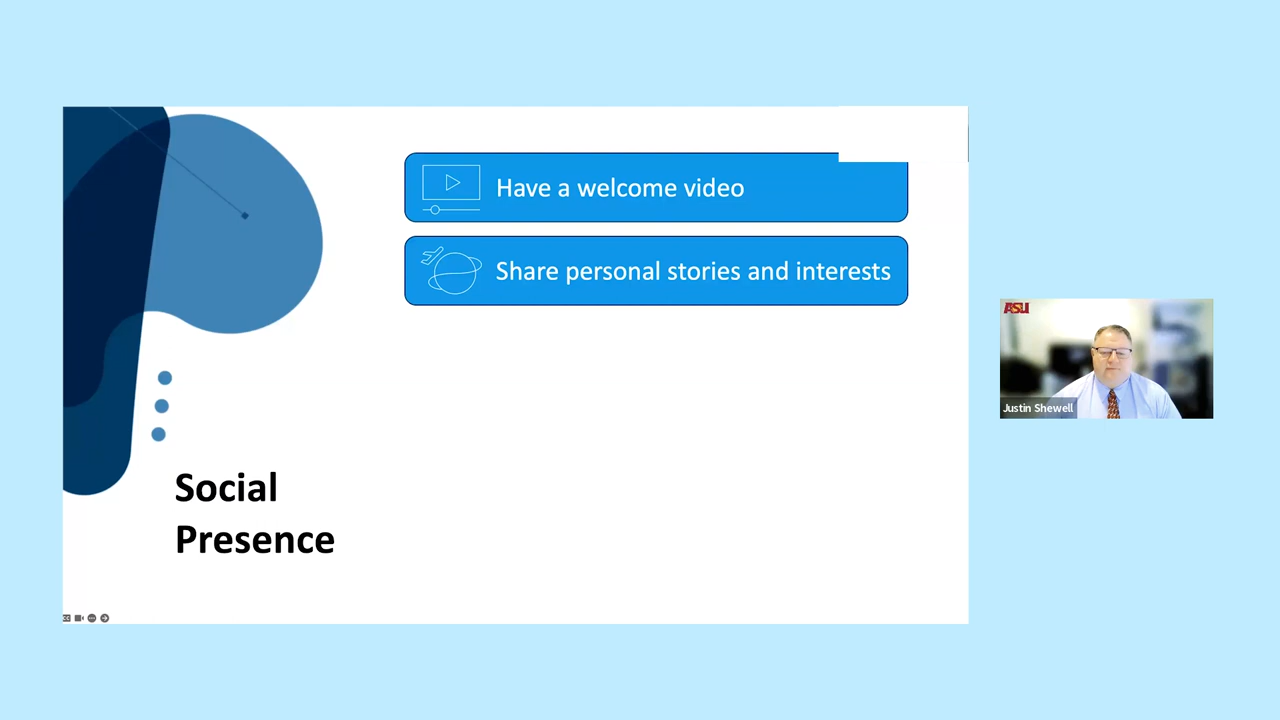 Have a welcome video
Share personal stories and interests
Social
Presence
ASU
Justin Shewell